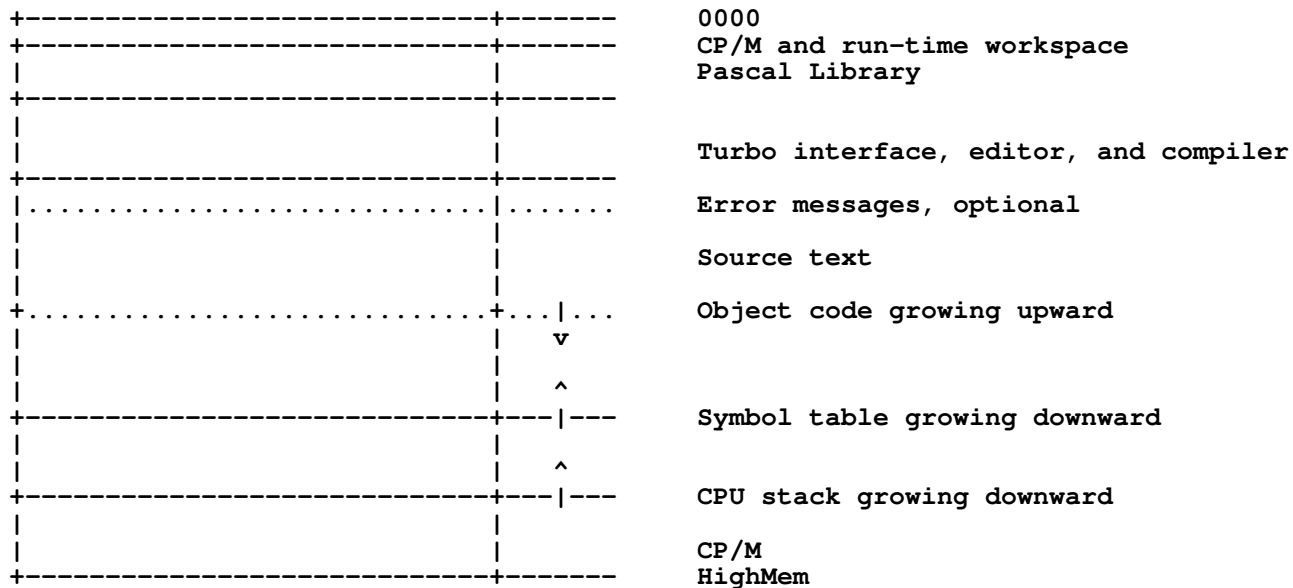 0000
CP/M and run-time workspace
Pascal Library
Turbo interface, editor, and compiler
Error messages, optional
Source text
Object code growing upward
v
^
Symbol table growing downward
^
CPU stack growing downward
CP/M
HighMem